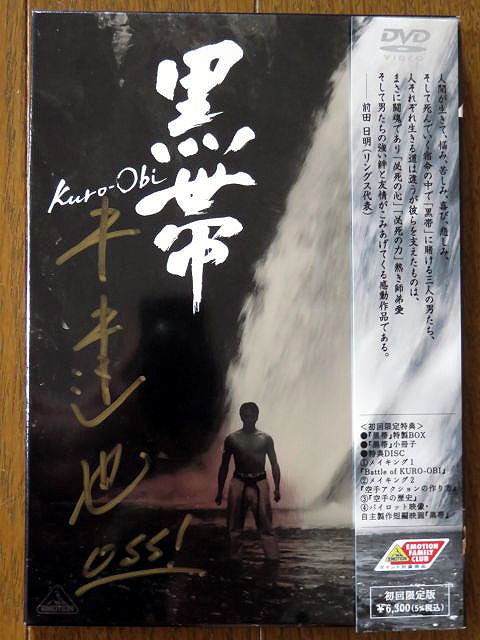 DVD
VIDEO
黒帯
Kuro-Obi
人間が生きて、悩み、苦しみ、喜び、悲しみ、
そして死んでいく宿命の中で「黒帯」に賭ける三人の男たち、
人それぞれ生きる道は違うが彼らを支えたものは、
まさに闘魂であり「必死の心」「必死の力」熱き師弟愛
そして男たちの強い絆と友情がこみあげてくる感動作品である。
――前田 日明(リングス代表)
達也
OSS!
<初回限定特典>
●『黒帯』特製BOX
●『黒帯』小冊子
●特典DISC
①メイキング1
『Battle of KURO-OBI』
②メイキング2
『空手アクションの作り方』
③『空手の歴史』
④パイロット映像・
自主製作短編映画『黒帯』
EMOTION
FAMILY
CLUB
ポイント対象商品
初回限定版
¥6,300(5%税込)
EMOTION